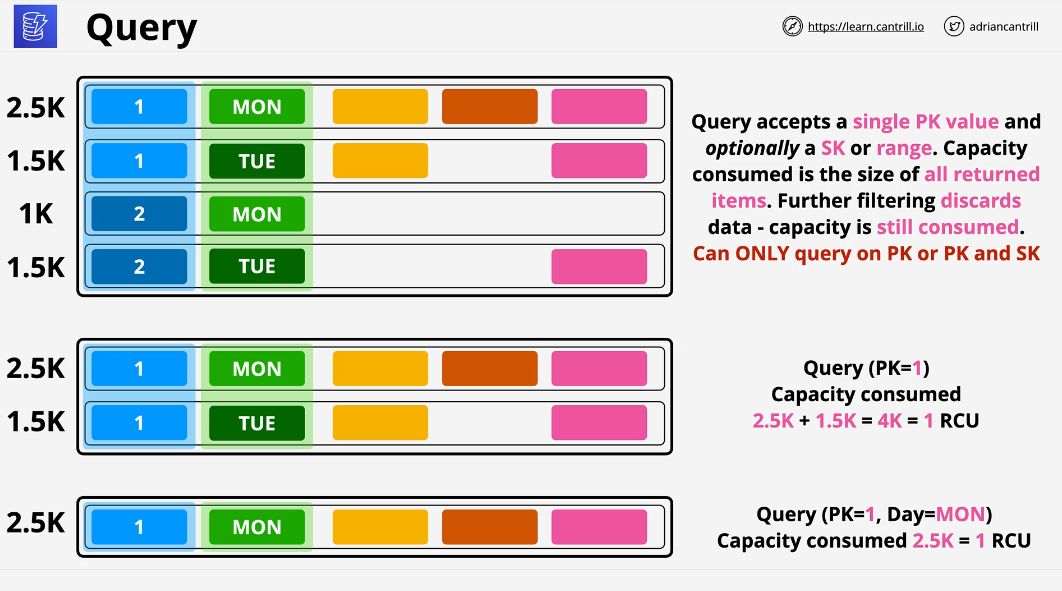 Query
https://learn.cantrill.io
adriancantrill
2.5K 1 MON
1.5K 1 TUE
1K 2 MON
1.5K 2 TUE
Query accepts a single PK value and
optionally a SK or range. Capacity
consumed is the size of all returned
items. Further filtering discards
data - capacity is still consumed.
Can ONLY query on PK or PK and SK
2.5K 1 MON
1.5K 1 TUE
Query (PK=1)
Capacity consumed
2.5K + 1.5K = 4K = 1 RCU
2.5K 1 MON
Query (PK=1, Day=MON)
Capacity consumed 2.5K = 1 RCU